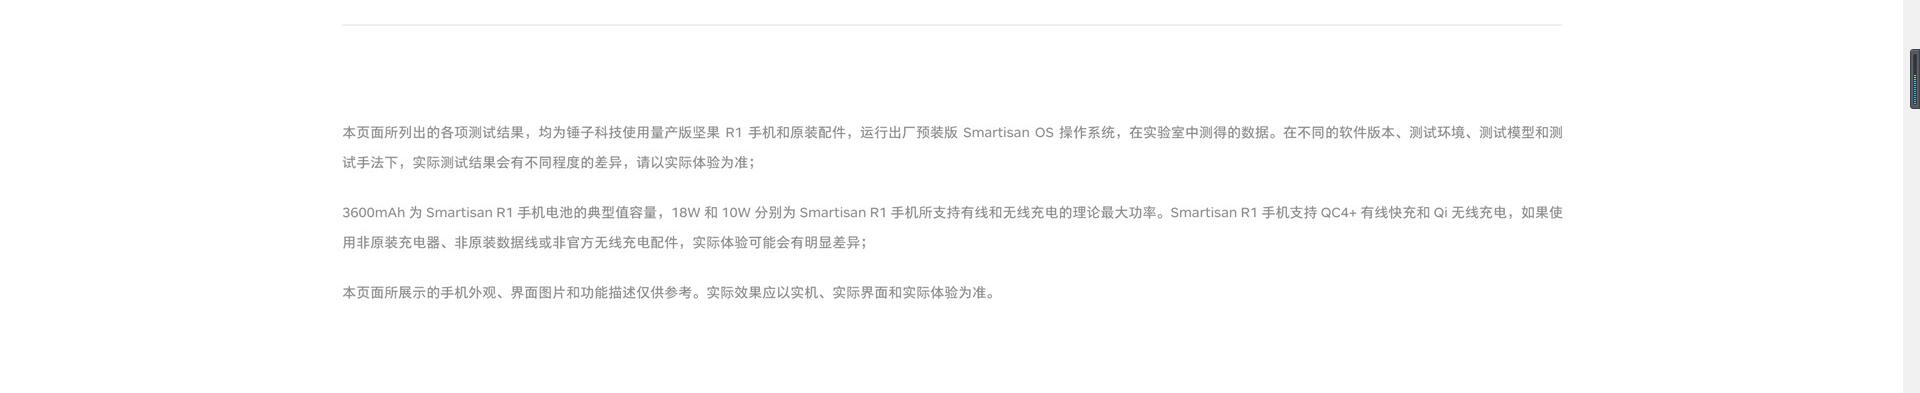 本页面所列出的各项测试结果，均为锤子科技使用量产版坚果 R1 手机和原装配件，运行出厂预装版 Smartisan OS 操作系统，在实验室中测得的数据。在不同的软件版本、测试环境、测试模型和测
试手法下，实际测试结果会有不同程度的差异，请以实际体验为准；
3600mAh 为 Smartisan R1 手机电池的典型值容量，18W 和 10W 分别为 Smartisan R1 手机所支持有线和无线充电的理论最大功率。Smartisan R1 手机支持 QC4+ 有线快充和 Qi 无线充电，如果使
用非原装充电器、非原装数据线或非官方无线充电配件，实际体验可能会有明显差异；
本页面所展示的手机外观、界面图片和功能描述仅供参考。实际效果应以实机、实际界面和实际体验为准。